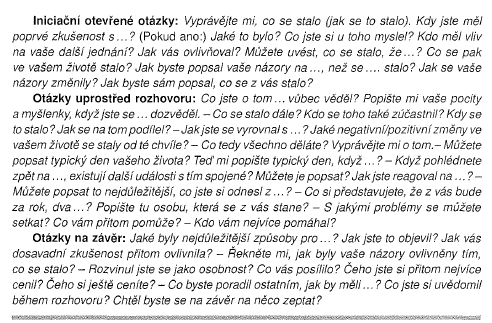 Iniciační otevřené otázky: Vyprávějte mi, co se stalo (jak se to stalo). Kdy jste měl
poprvé zkušenost s…? (Pokud ano:) Jaké to bylo? Co jste si u toho myslel? Kdo měl vliv
na vaše další jednání? Jak vás ovlivňoval? Můžete uvést, co se stalo, že…? Co se pak
ve vašem životě stalo? Jak byste popsal vaše názory na…, než se …. stalo? Jak se vaše
názory změnily? Jak byste sám popsal, co se z vás stalo?
Otázky uprostřed rozhovoru: Co jste o tom… vůbec věděl? Popište mi vaše pocity
a myšlenky, když jste se… dozvěděl. – Co se stalo dále? Kdo se toho také zúčastnil? Kdy se
to stalo? Jak se na tom podílel? – Jak jste se vyrovnal s…? Jaké negativní/pozitivní změny ve
vašem životě se staly od té chvíle? – Co tedy všechno děláte? Vyprávějte mi o tom.– Můžete
popsat typický den vašeho života? Teď mi popište typický den, když…? – Když pohlédnete
zpět na…, existují další události s tím spojené? Můžete je popsat? Jak jste reagoval na…? –
Můžete popsat to nejdůležitější, co jste si odnesl z…? – Co si představujete, že z vás bude
za rok, dva…? Popište tu osobu, která se z vás stane? – S jakými problémy se můžete
setkat? Co vám přitom pomůže? – Kdo vám nejvíce pomáhal?
Otázky na závěr: Jaké byly nejdůležitější způsoby pro…? Jak jste to objevil? Jak vás
dosavadní zkušenost přitom ovlivnila? – Řekněte mi, jak byly vaše názory ovlivněny tím,
co se stalo? – Rozvinul jste se jako osobnost? Co vás posílilo? Čeho jste si přitom nejvíce
cenil? Čeho si ještě ceníte? – Co byste poradil ostatním, jak by měli…? Co jste si uvědomil
během rozhovoru? Chtěl byste se na závěr na něco zeptat?